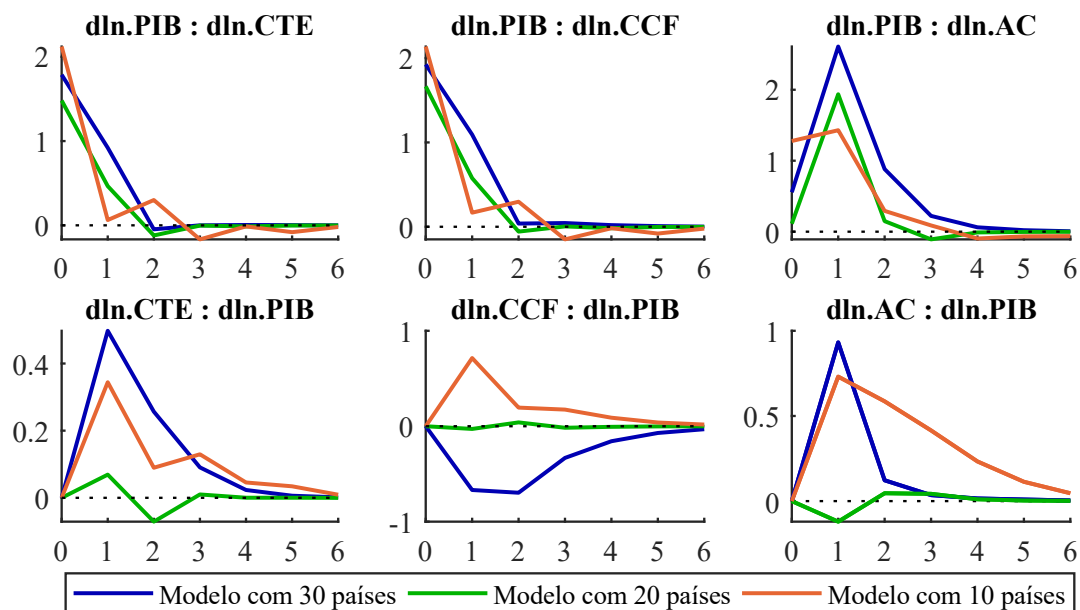 dln.PIB : dln.CTE dln.PIB : dln.CCF dln.PIB : dln.AC
2
1
0
0 1 2 3 4 5 6
2
1
0
0 1 2 3 4 5 6
2
1
0
0 1 2 3 4 5 6
dln.CTE : dln.PIB dln.CCF : dln.PIB dln.AC : dln.PIB
0.4
0.2
0
0 1 2 3 4 5 6
1
0
-1
0 1 2 3 4 5 6
1
0.5
0
0 1 2 3 4 5 6
Modelo com 30 países Modelo com 20 países Modelo com 10 países